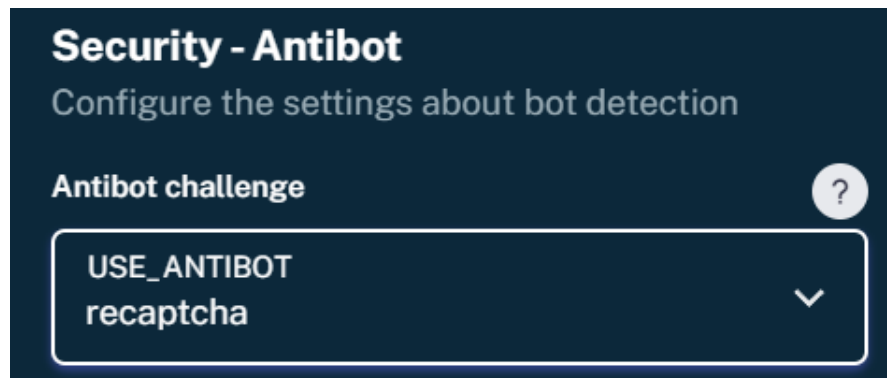 Security - Antibot
Configure the settings about bot detection
Antibot challenge
?
USE_ANTIBOT
recaptcha